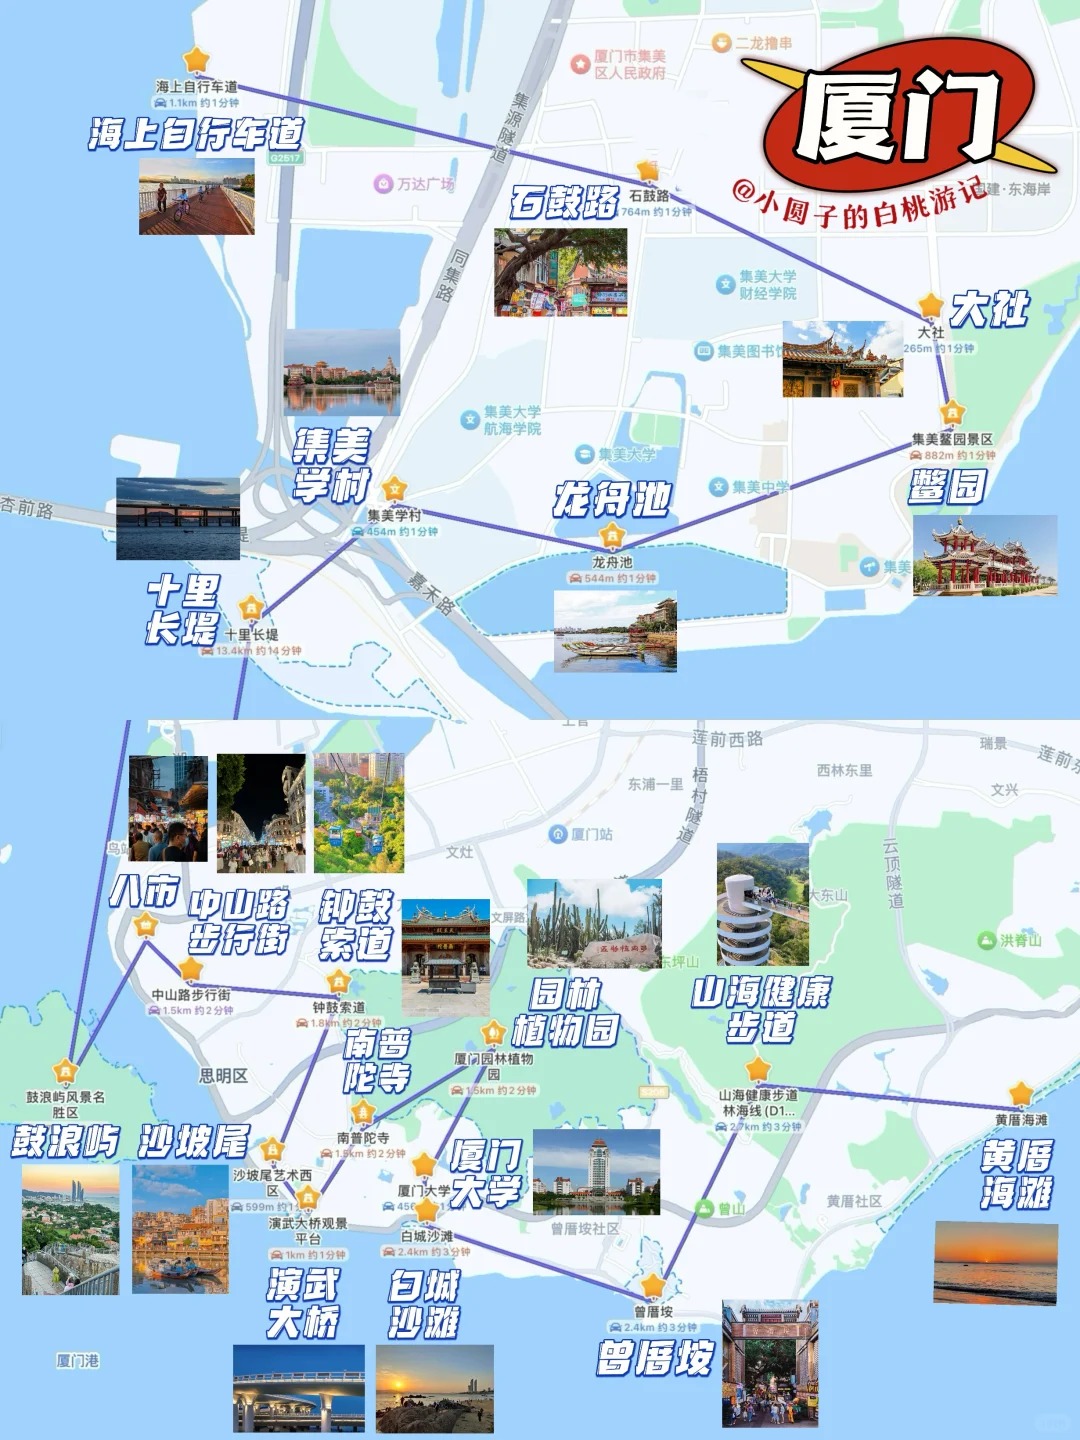 厦门
@小圆子的白桃游记
国建·东海岸
二龙撸串
厦门市集美
区人民政府
海上自行车道
1.1km 约1分钟
海上自行车道
G2517
集源隧道
万达广场
石鼓路
石鼓路
764m 约1分钟
同集路
集美大学
财经学院
大社
大社
265m 约1分钟
集美图书馆
集美大学
航海学院
集美鳌园景区
882m 约1分钟
鳖园
集美
学村
集美学村
454m 约1分钟
集美大学
集美中学
龙舟池
龙舟池
544m 约1分钟
集美
杏前路
堤
嘉禾路
十里
长堤
十里长堤
13.4km 约14分钟
莲前西路
瑞景
莲前东
梧村隧道
东浦一里
西林东里
文兴
厦门站
文灶
云顶隧道
大东山
洪脊山
文屏路
东坪山
八市
中山路
步行街
中山路步行街
1.5km 约2分钟
钟鼓
索道
钟鼓索道
1.8km 约2分钟
园林
植物园
厦门园林植物
园
1.5km 约2分钟
山海健康
步道
山海健康步道
林海线(D1...
2.7km 约3分钟
黄厝海滩
黄厝
海滩
南普
陀寺
南普陀寺
1.5km 约2分钟
思明区
鼓浪屿风景名
胜区
鼓浪屿
沙坡尾
沙坡尾艺术西
区
599m 约1
演武大桥观景
平台
1km 约1分钟
演武
大桥
厦门
大学
厦门大学
456
白城沙滩
2.4km 约3分钟
白城
沙滩
曾厝垵社区
曾山
黄厝社区
曾厝垵
2.4km 约3分钟
曾厝垵
厦门港